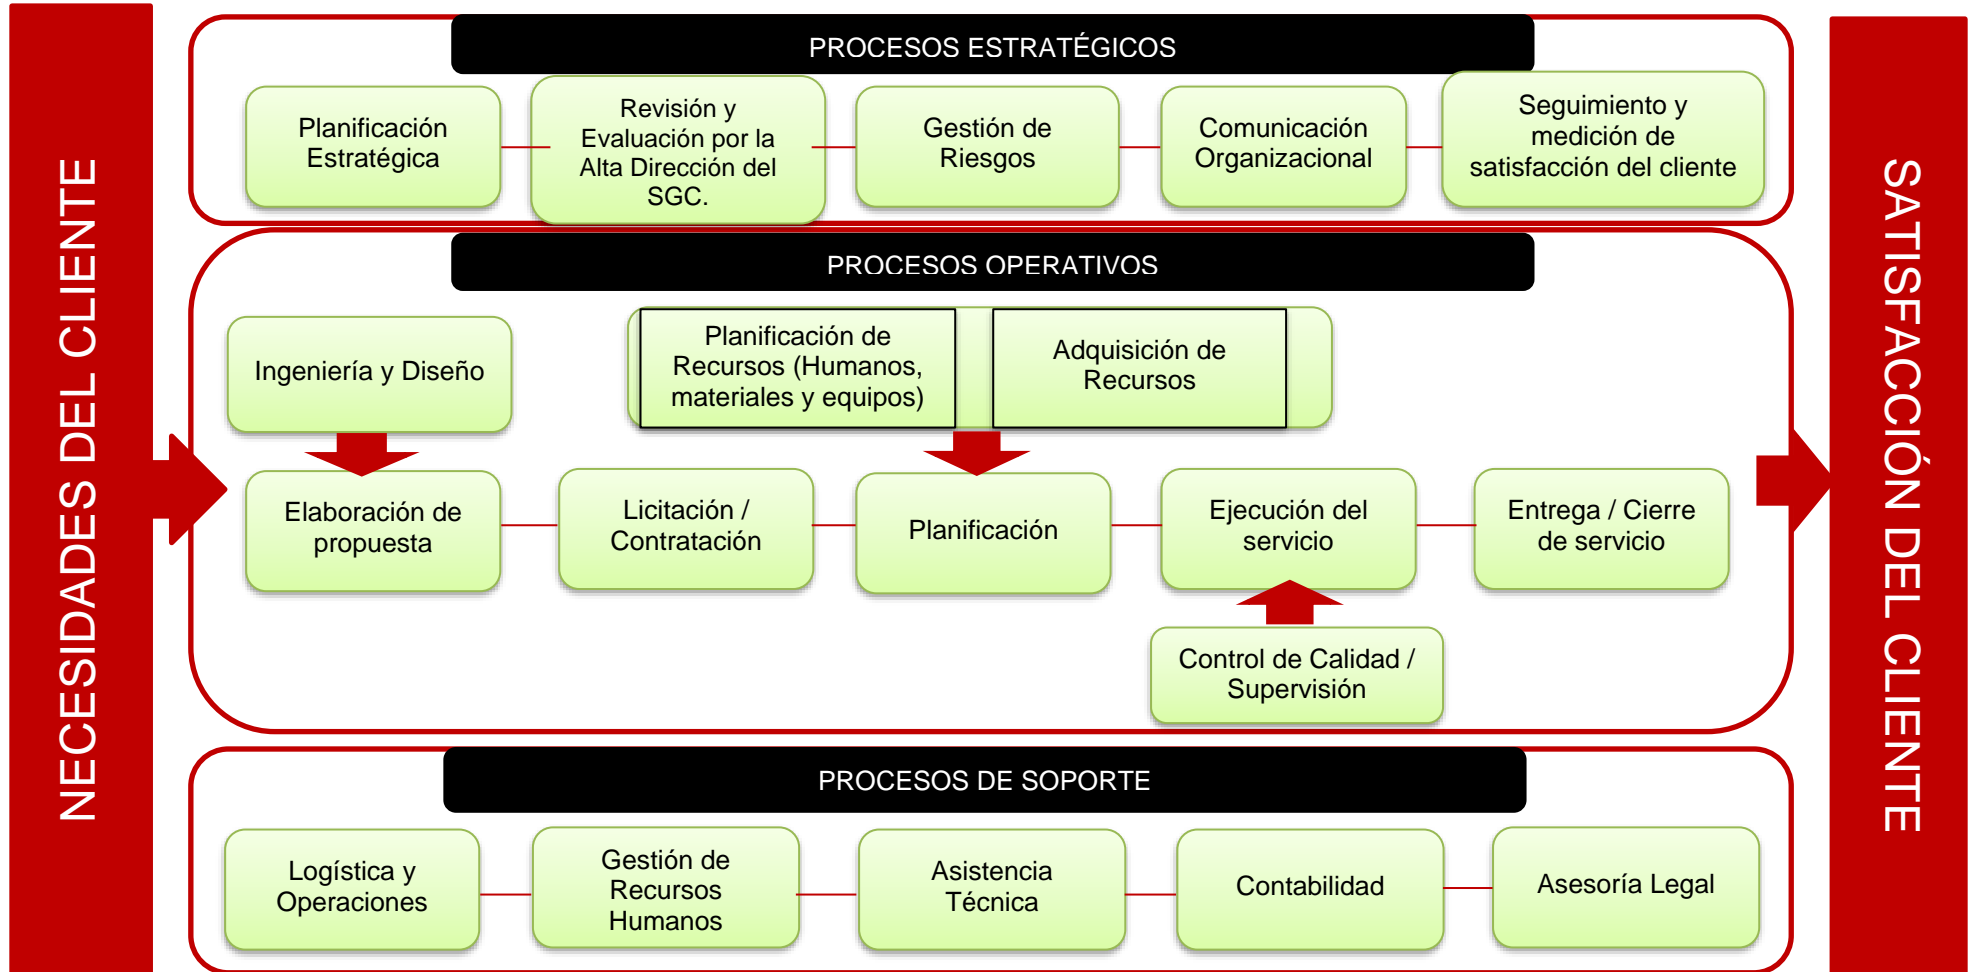 NECESIDADES DEL CLIENTE
PROCESOS ESTRATÉGICOS
Planificación
Estratégica
Revisión y
Evaluación por la
Alta Dirección del
SGC.
Gestión de
Riesgos
Comunicación
Organizacional
Seguimiento y
medición de
satisfacción del cliente
PROCESOS OPERATIVOS
Ingeniería y Diseño
Planificación de
Recursos (Humanos,
materiales y equipos)
Adquisición de
Recursos
Elaboración de
propuesta
Licitación /
Contratación
Planificación
Ejecución del
servicio
Entrega / Cierre
de servicio
Control de Calidad /
Supervisión
PROCESOS DE SOPORTE
Logística y
Operaciones
Gestión de
Recursos
Humanos
Asistencia
Técnica
Contabilidad
Asesoría Legal
SATISFACCIÓN DEL CLIENTE